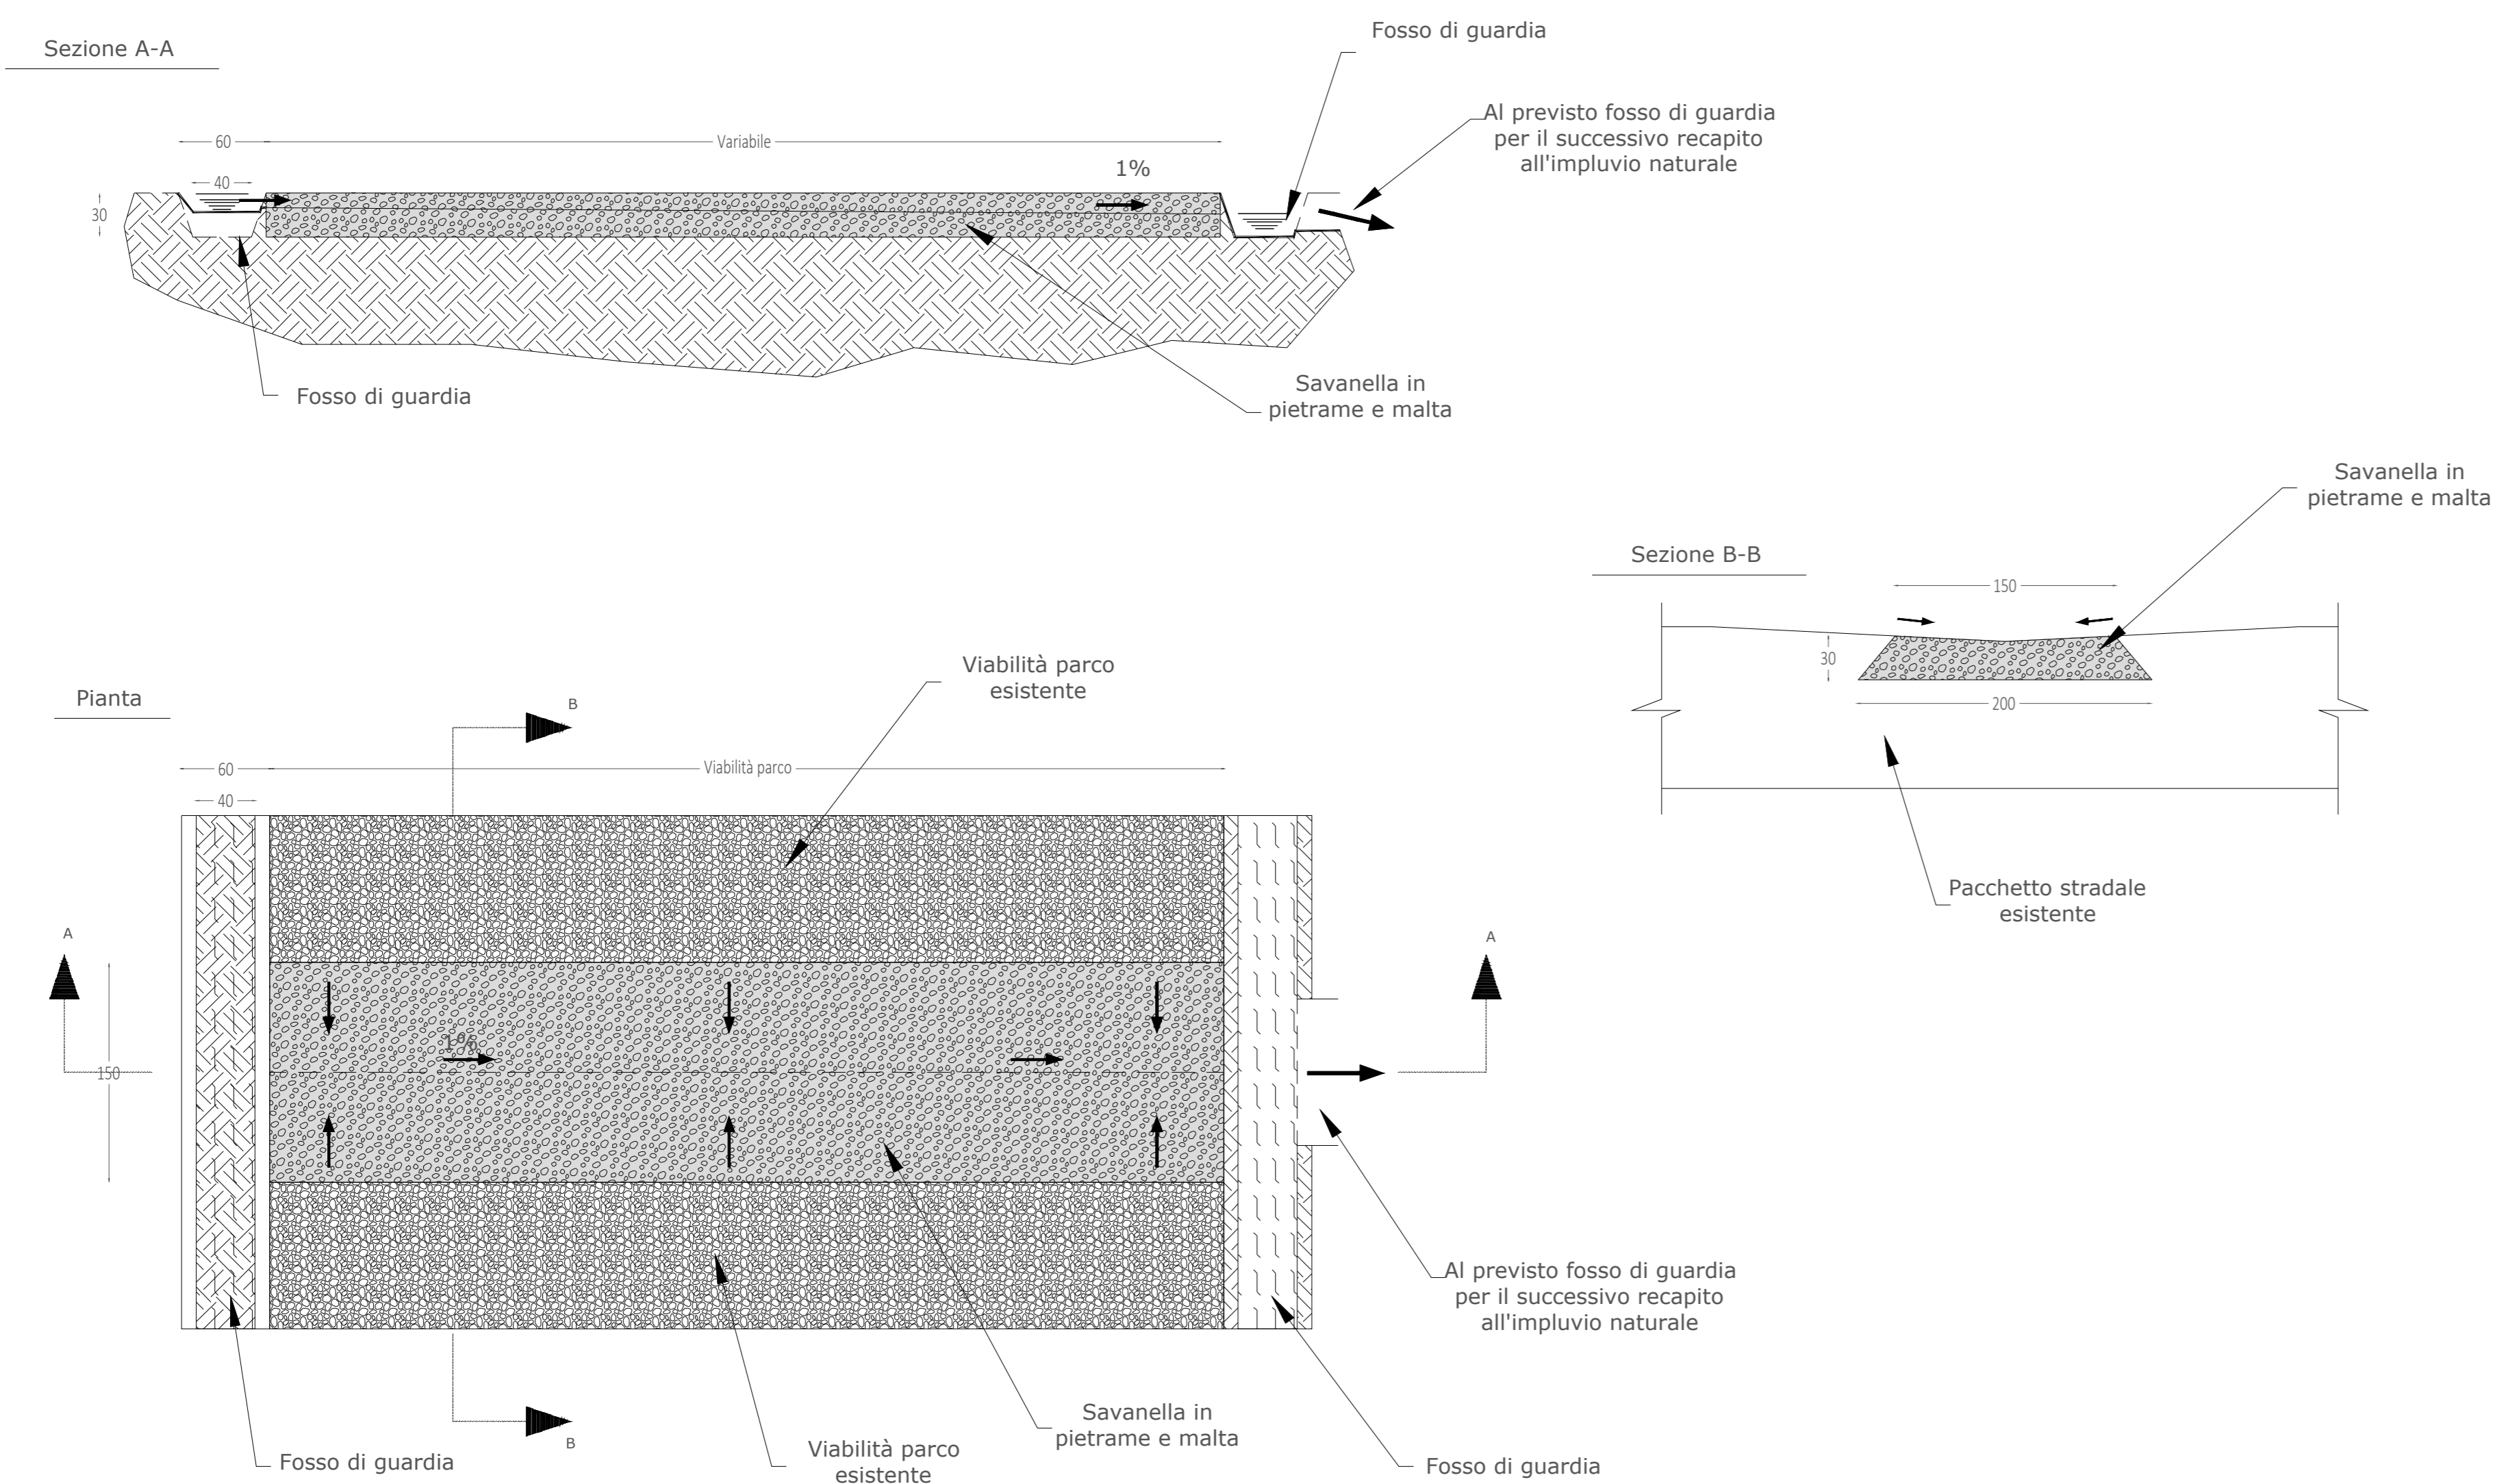 Sezione A-A
Fosso di guardia
Al previsto fosso di guardia
per il successivo recapito
all'impluvio naturale
60
Variabile
1%
40
30
Fosso di guardia
Savanella in
pietrame e malta
Sezione B-B
Savanella in
pietrame e malta
150
30
200
Pacchetto stradale
esistente
Pianta
B
Viabilità parco
esistente
60
Viabilità parco
40
A
A
1%
150
Al previsto fosso di guardia
per il successivo recapito
all'impluvio naturale
Savanella in
pietrame e malta
B
Viabilità parco
esistente
Fosso di guardia
Fosso di guardia